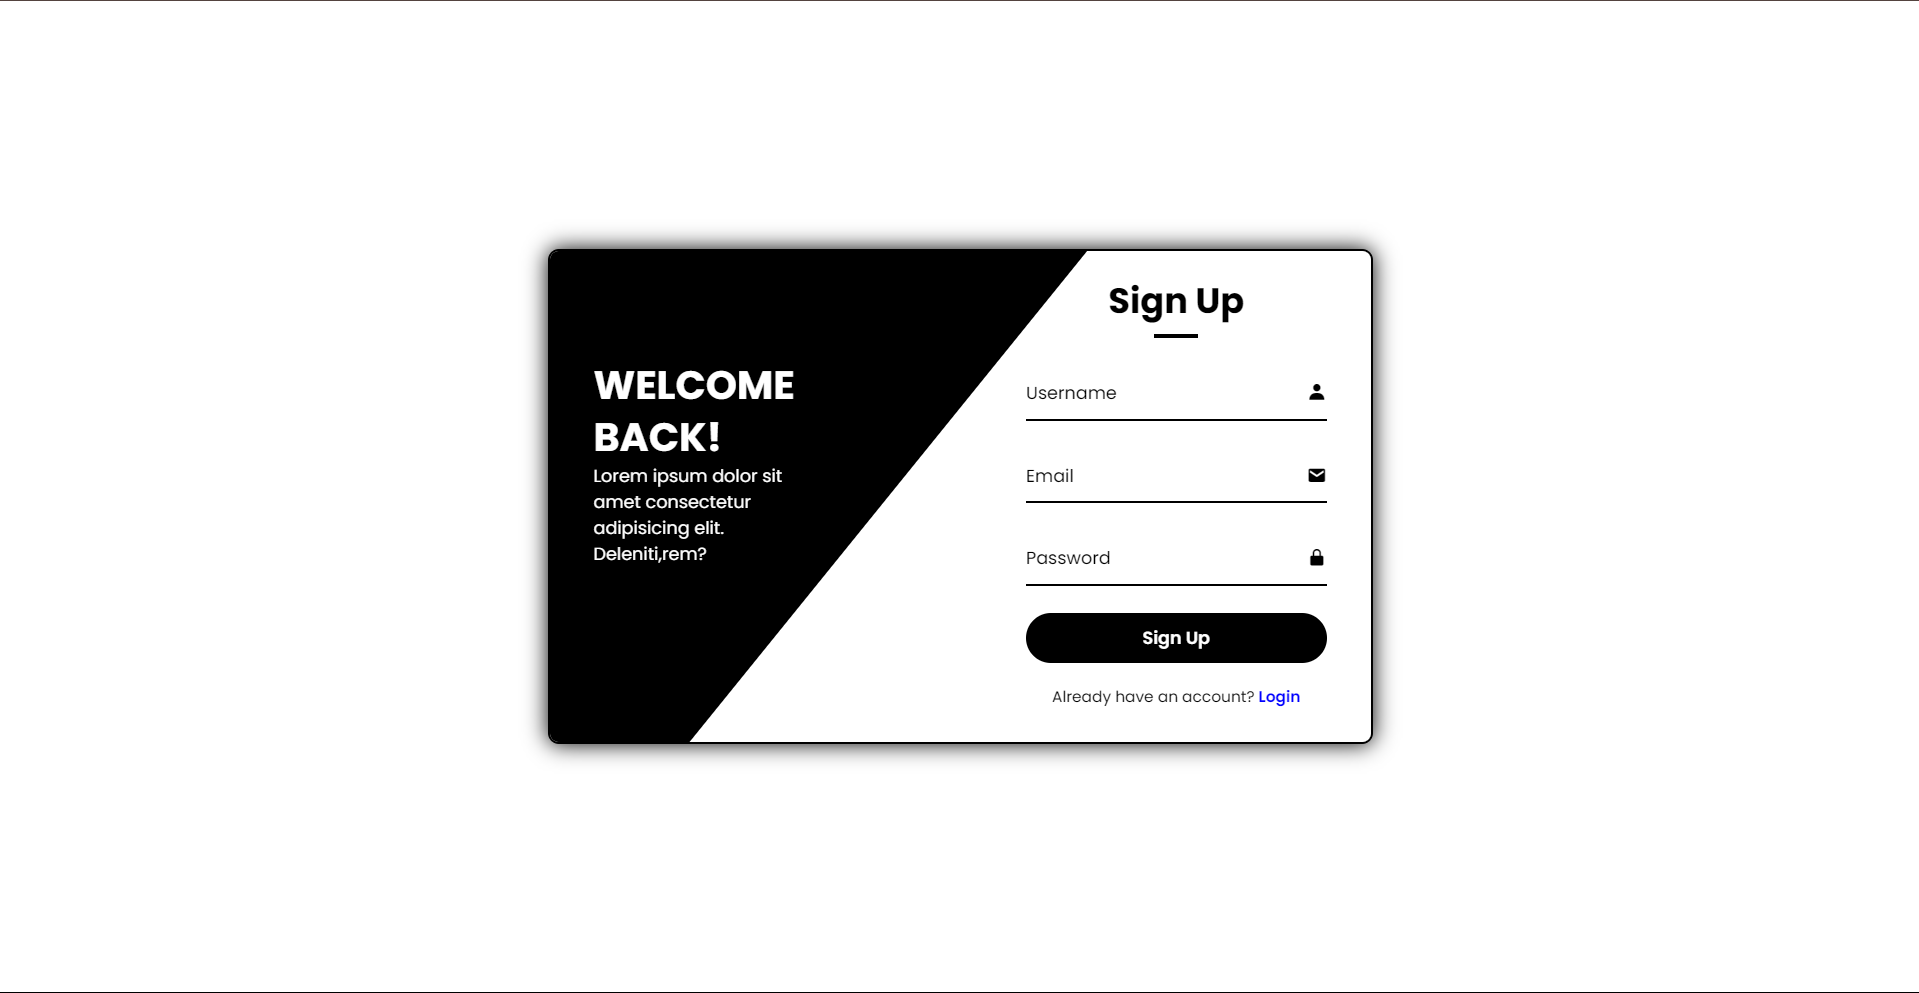 WELCOME
BACK!
Lorem ipsum dolor sit
amet consectetur
adipisicing elit.
Deleniti,rem?
Sign Up
Username
Email
Password
Sign Up
Already have an account? Login